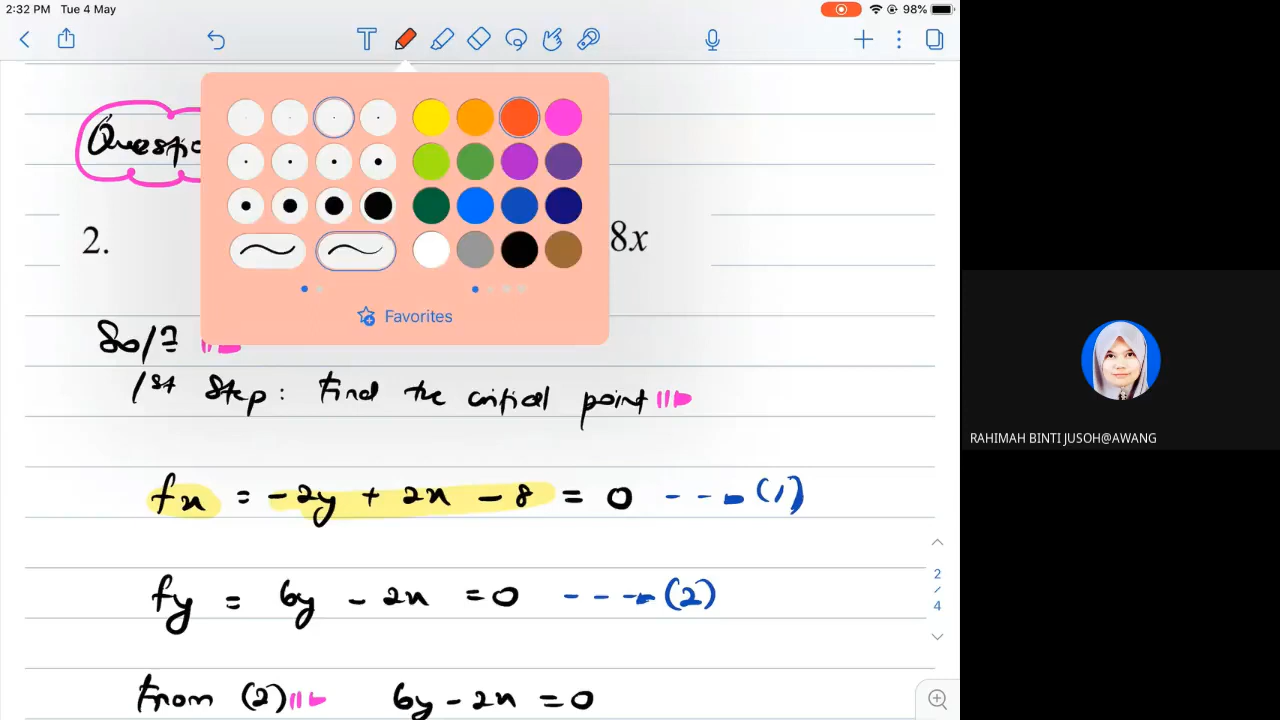 2:32 PM Tue 4 May 98%
T
2. 8x
Favorites
1st Step: Find the critical point
fx = -2y + 2x - 8 = 0 ---(1)
fy = 6y - 2x = 0 ---(2)
2
4
From (2) 6y - 2x = 0
RAHIMAH BINTI JUSOH@AWANG